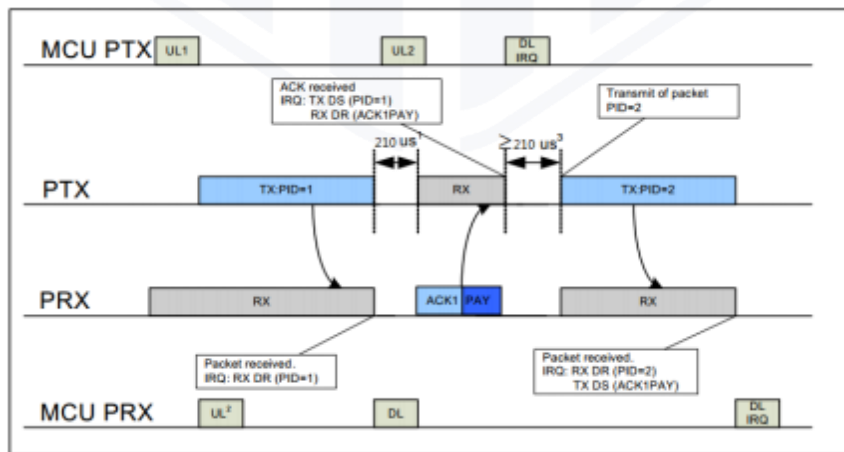 MCU PTX
UL1
UL2
DL
IRQ
ACK received
IRQ: TX DS (PID=1)
RX DR (ACK1PAY)
Transmit of packet
PID=2
210 us1
≥210 us3
PTX
TX:PID=1
RX
TX:PID=2
PRX
RX
ACK1 PAY
RX
Packet received.
IRQ: RX DR (PID=1)
Packet received.
IRQ: RX DR (PID=2)
TX DS (ACK1PAY)
MCU PRX
UL2
DL
DL
IRQ